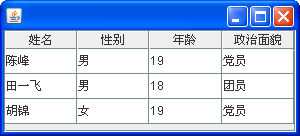 姓名 性别 年龄 政治面貌
陈峰 男 19 党员
田一飞 男 18 团员
胡锦 女 19 党员